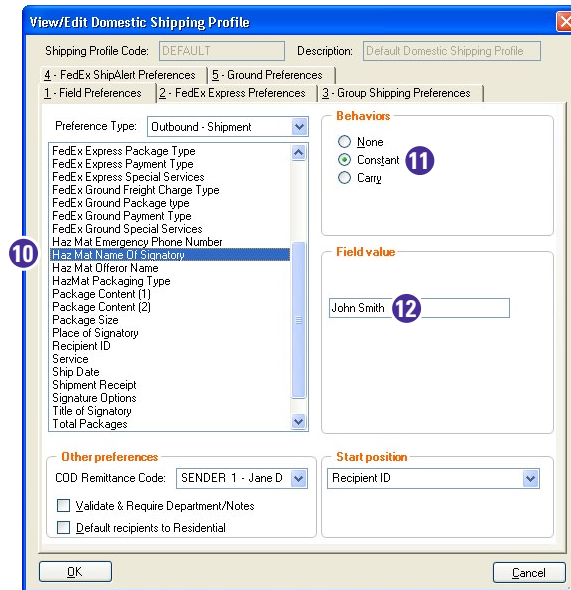 View/Edit Domestic Shipping Profile
Shipping Profile Code: DEFAULT Description: Default Domestic Shipping Profile
4 - FedEx ShipAlert Preferences 5 - Ground Preferences
1 - Field Preferences 2 - FedEx Express Preferences 3 - Group Shipping Preferences
Preference Type: Outbound - Shipment
FedEx Express Package Type
FedEx Express Payment Type
FedEx Express Special Services
FedEx Ground Freight Charge Type
FedEx Ground Package type
FedEx Ground Payment Type
FedEx Ground Special Services
Haz Mat Emergency Phone Number
10 Haz Mat Name Of Signatory
Haz Mat Offeror Name
HazMat Packaging Type
Package Content (1)
Package Content (2)
Package Size
Place of Signatory
Recipient ID
Service
Ship Date
Shipment Receipt
Signature Options
Title of Signatory
Total Packages
Behaviors
None
Constant 11
Carry
Field value
John Smith 12
Other preferences
COD Remittance Code: SENDER 1 - Jane D
Validate & Require Department/Notes
Default recipients to Residential
Start position
Recipient ID
OK Cancel